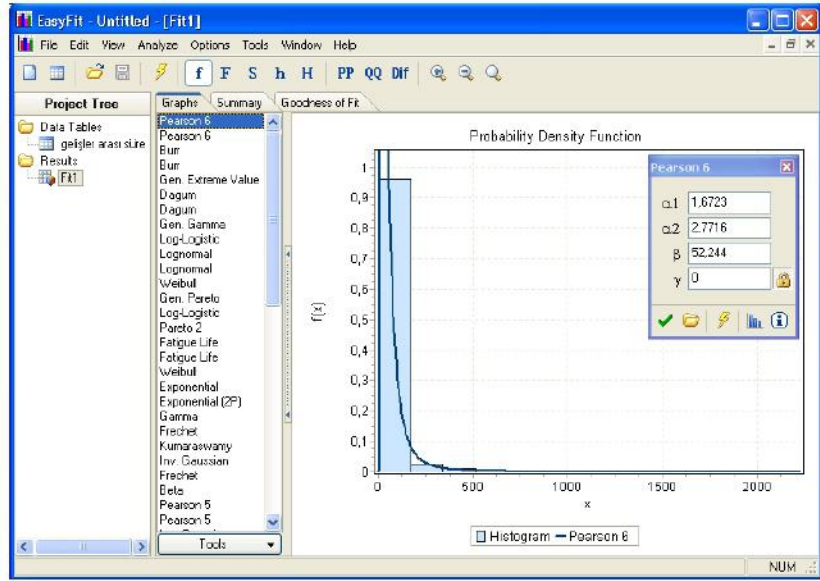 EasyFit - Untitled - [Fit1]
File Edit View Analyze Options Tools Window Help
f F S h H PP QQ Dif
Project Tree
Data Tables
gelişler arası süre
Results
Fit1
Graphs Summary Goodness of Fit
Pearson 6
Pearson 6
Burr
Burr
Gen. Extreme Value
Dagum
Dagum
Gen. Gamma
Log-Logistic
Lognormal
Lognormal
Weibull
Gen. Pareto
Log-Logistic
Pareto 2
Fatigue Life
Fatigue Life
Weibull
Exponential
Exponential (2P)
Gamma
Frechet
Kumaraswamy
Inv. Gaussian
Frechet
Beta
Pearson 5
Pearson 5
Tools
Probability Density Function
f(x)
1
0,9
0,8
0,7
0,6
0,5
0,4
0,3
0,2
0,1
0
0 500 1000 1500 2000
x
Histogram Pearson 6
Pearson 6
α1 1,6723
α2 2,7716
β 52,244
γ 0
NUM